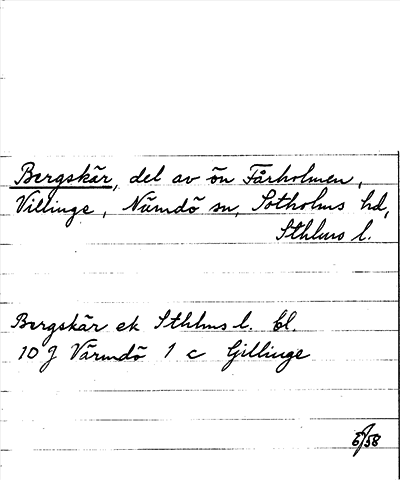 Bergskär, del av ön Fårholmen,
Villinge, Nämdö sn, Sotholms hd,
Sthlms l.
Bergskär ek Sthlms l. bl.
10 J Värmdö 1 c Gillinge
/58